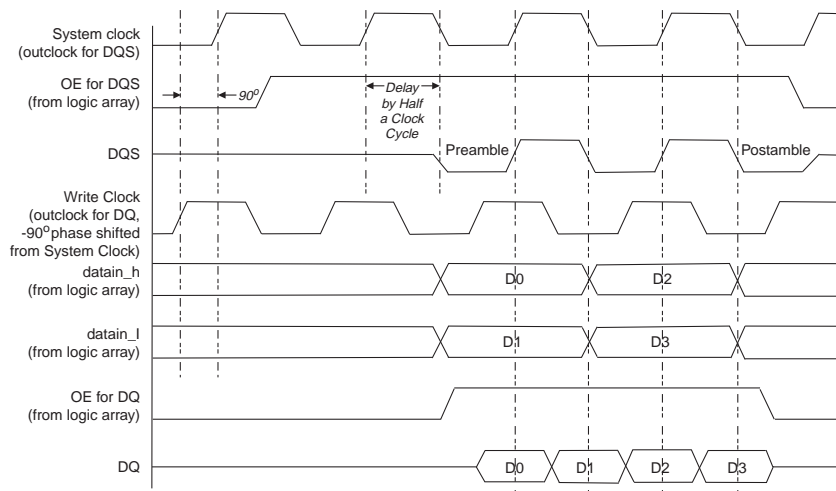 System clock
(outclock for DQS)
OE for DQS
(from logic array)
90°
Delay
by Half
a Clock
Cycle
DQS
Preamble
Postamble
Write Clock
(outclock for DQ,
-90° phase shifted
from System Clock)
datain_h
(from logic array)
D0
D2
datain_l
(from logic array)
D1
D3
OE for DQ
(from logic array)
DQ
D0
D1
D2
D3